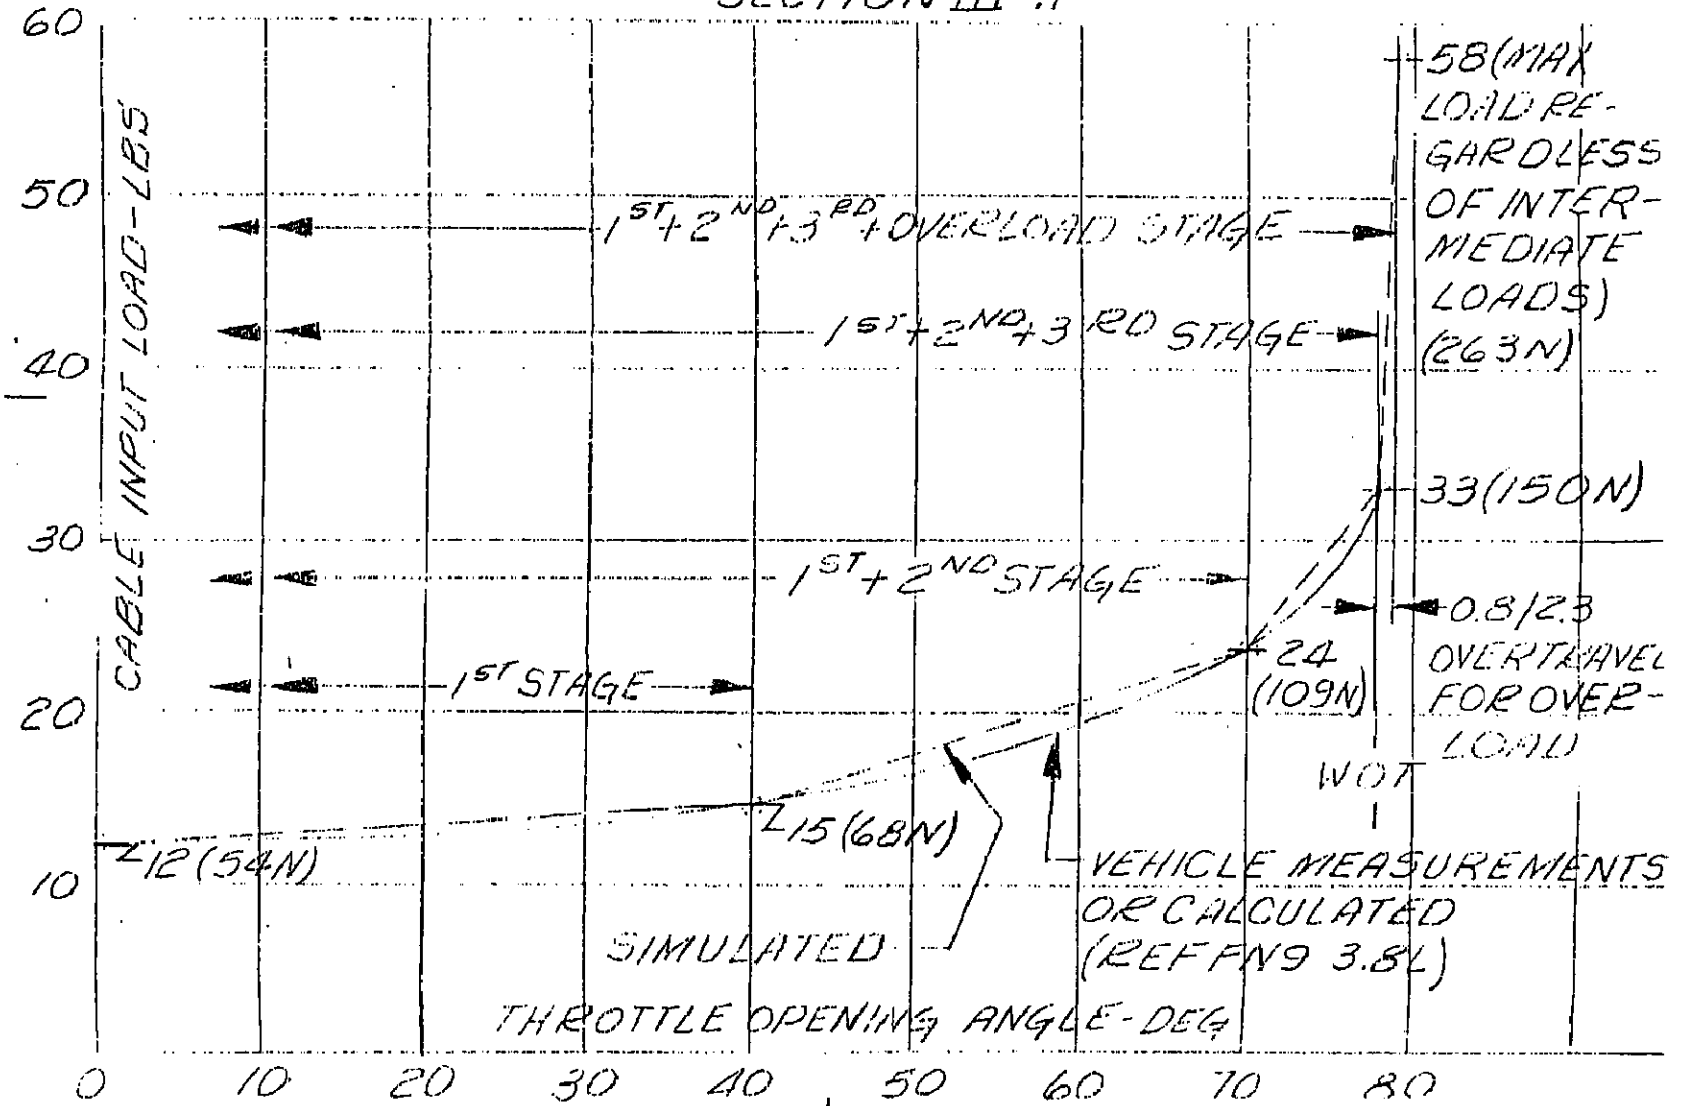 SECTION III
60
50
40
30
20
10
CABLE INPUT LOAD-LBS
58(MAX
LOAD RE-
GARDLESS
OF INTER-
MEDIATE
LOADS)
(263N)
1ST+2ND+3RD+OVERLOAD STAGE
1ST+2ND+3RD STAGE
33(150N)
1ST+2ND STAGE
0.8/2.3
OVERTRAVEL
FOR OVER-
LOAD
1ST STAGE
24
(109N)
WOT
15(68N)
12(54N)
VEHICLE MEASUREMENTS
OR CALCULATED
(REF FN9 3.8L)
SIMULATED
THROTTLE OPENING ANGLE-DEG
0 10 20 30 40 50 60 70 80